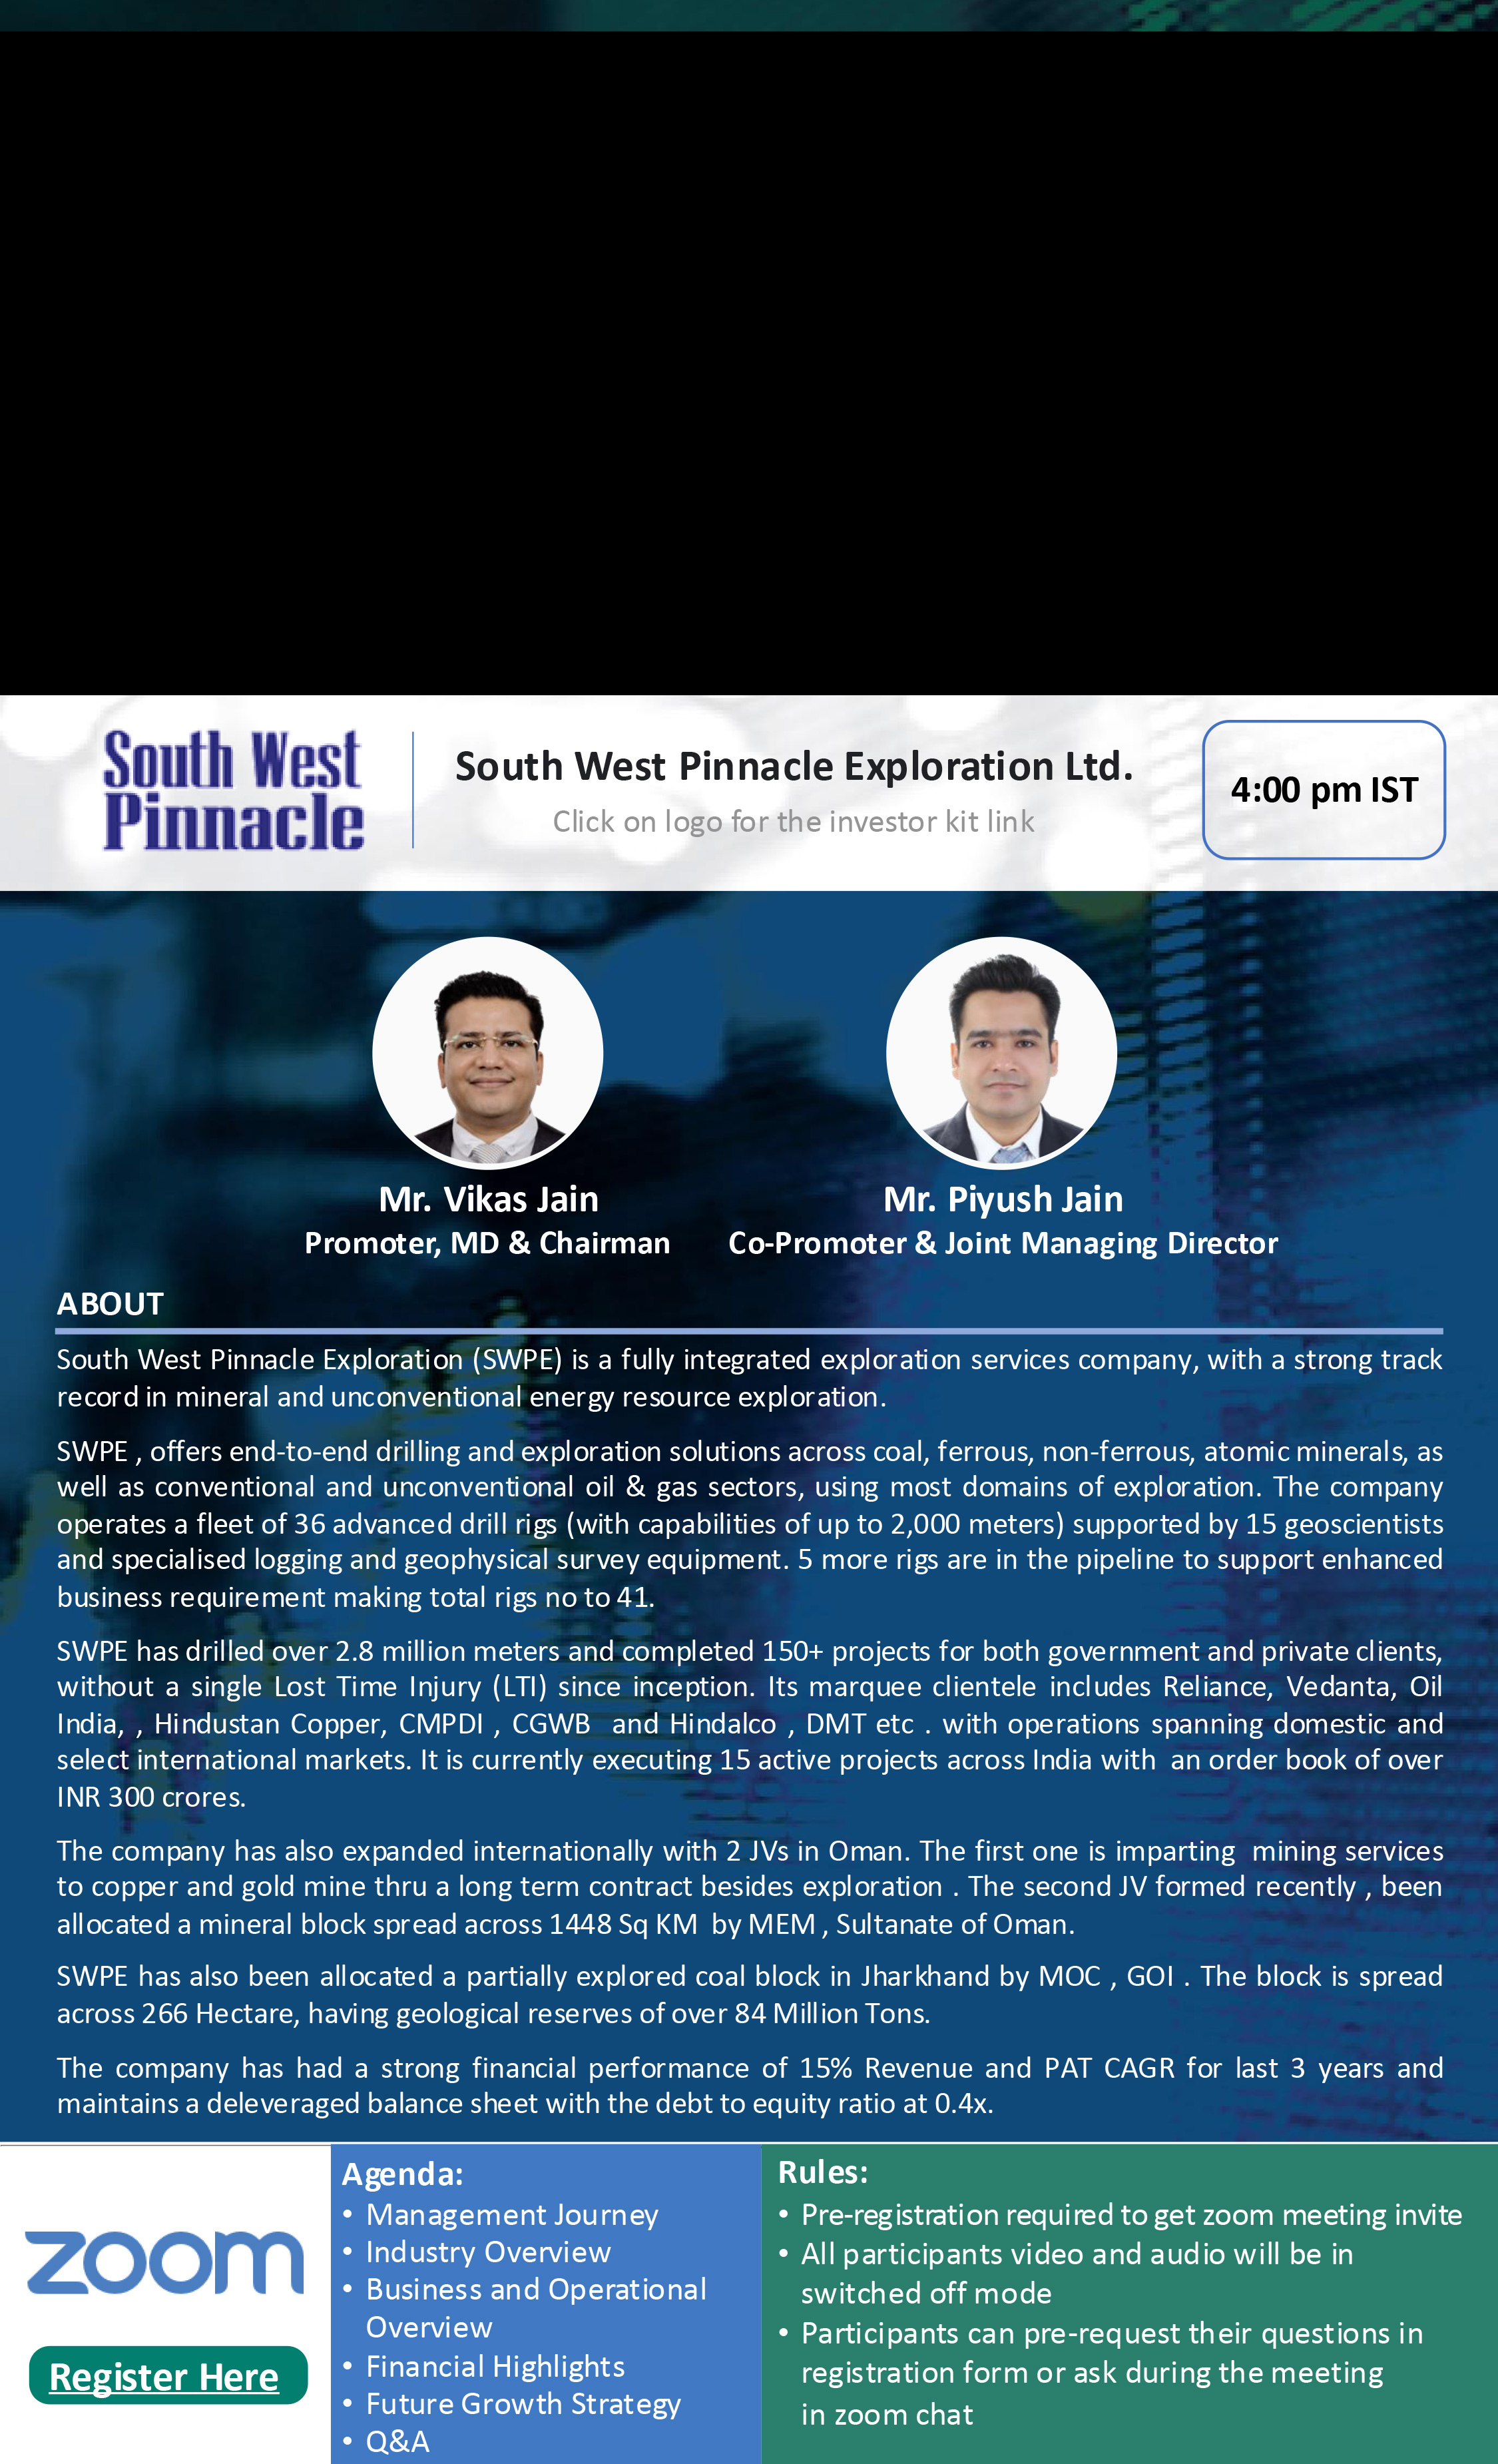 South West
Pinnacle
South West Pinnacle Exploration Ltd.
Click on logo for the investor kit link
4:00 pm IST
Mr. Vikas Jain
Promoter, MD & Chairman
Mr. Piyush Jain
Co-Promoter & Joint Managing Director
ABOUT
South West Pinnacle Exploration (SWPE) is a fully integrated exploration services company, with a strong track
record in mineral and unconventional energy resource exploration.
SWPE , offers end-to-end drilling and exploration solutions across coal, ferrous, non-ferrous, atomic minerals, as
well as conventional and unconventional oil & gas sectors, using most domains of exploration. The company
operates a fleet of 36 advanced drill rigs (with capabilities of up to 2,000 meters) supported by 15 geoscientists
and specialised logging and geophysical survey equipment. 5 more rigs are in the pipeline to support enhanced
business requirement making total rigs no to 41.
SWPE has drilled over 2.8 million meters and completed 150+ projects for both government and private clients,
without a single Lost Time Injury (LTI) since inception. Its marquee clientele includes Reliance, Vedanta, Oil
India, , Hindustan Copper, CMPDI , CGWB and Hindalco , DMT etc . with operations spanning domestic and
select international markets. It is currently executing 15 active projects across India with an order book of over
INR 300 crores.
The company has also expanded internationally with 2 JVs in Oman. The first one is imparting mining services
to copper and gold mine thru a long term contract besides exploration . The second JV formed recently , been
allocated a mineral block spread across 1448 Sq KM by MEM , Sultanate of Oman.
SWPE has also been allocated a partially explored coal block in Jharkhand by MOC , GOI . The block is spread
across 266 Hectare, having geological reserves of over 84 Million Tons.
The company has had a strong financial performance of 15% Revenue and PAT CAGR for last 3 years and
maintains a deleveraged balance sheet with the debt to equity ratio at 0.4x.
zoom
Register Here
Agenda:
• Management Journey
• Industry Overview
• Business and Operational
Overview
• Financial Highlights
• Future Growth Strategy
• Q&A
Rules:
• Pre-registration required to get zoom meeting invite
• All participants video and audio will be in
switched off mode
• Participants can pre-request their questions in
registration form or ask during the meeting
in zoom chat